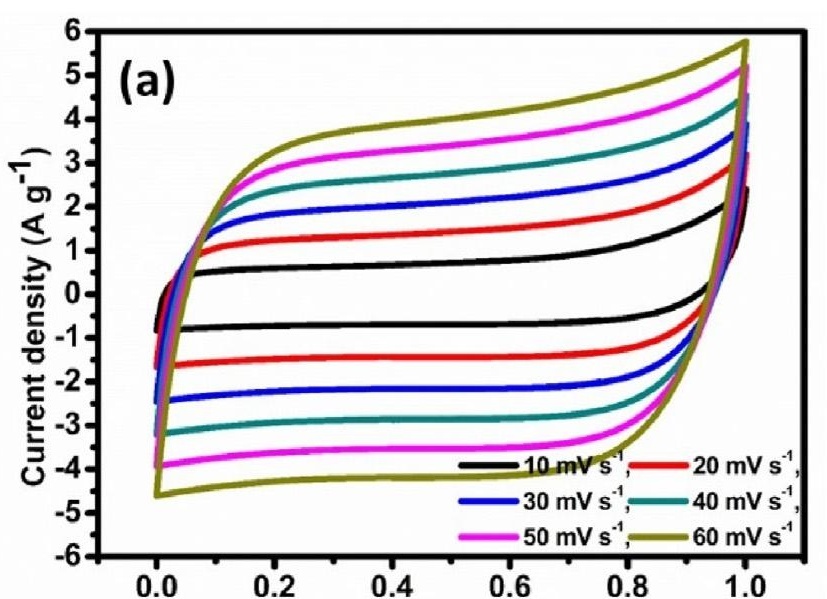 (a)
Current density (A g⁻¹)
6
5
4
3
2
1
0
-1
-2
-3
-4
-5
-6
10 mV s⁻¹, 20 mV s⁻¹,
30 mV s⁻¹, 40 mV s⁻¹,
50 mV s⁻¹, 60 mV s⁻¹
0.0 0.2 0.4 0.6 0.8 1.0